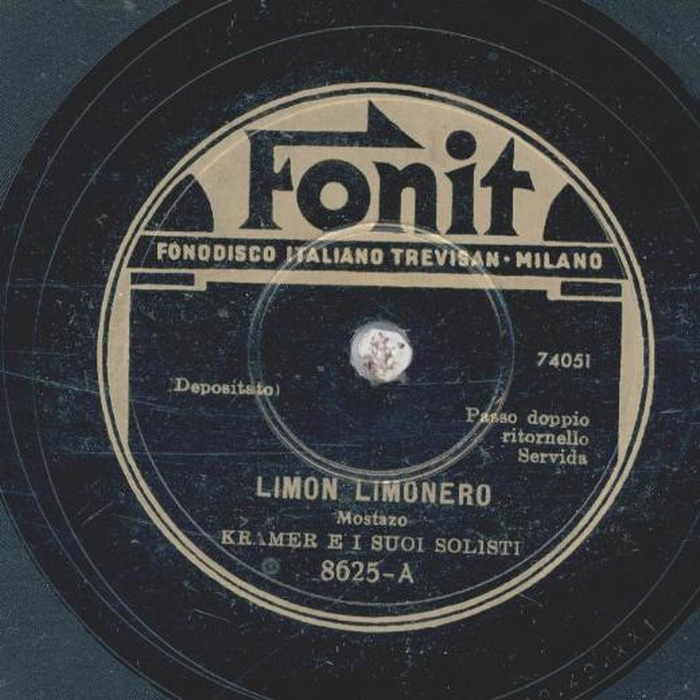 Fonit
FONODISCO ITALIANO TREVISAN • MILANO
74051
Depositato)
Passo doppio
ritornello
Servida
LIMON LIMONERO
Mostazo
KRAMER E I SUOI SOLISTI
8625-A